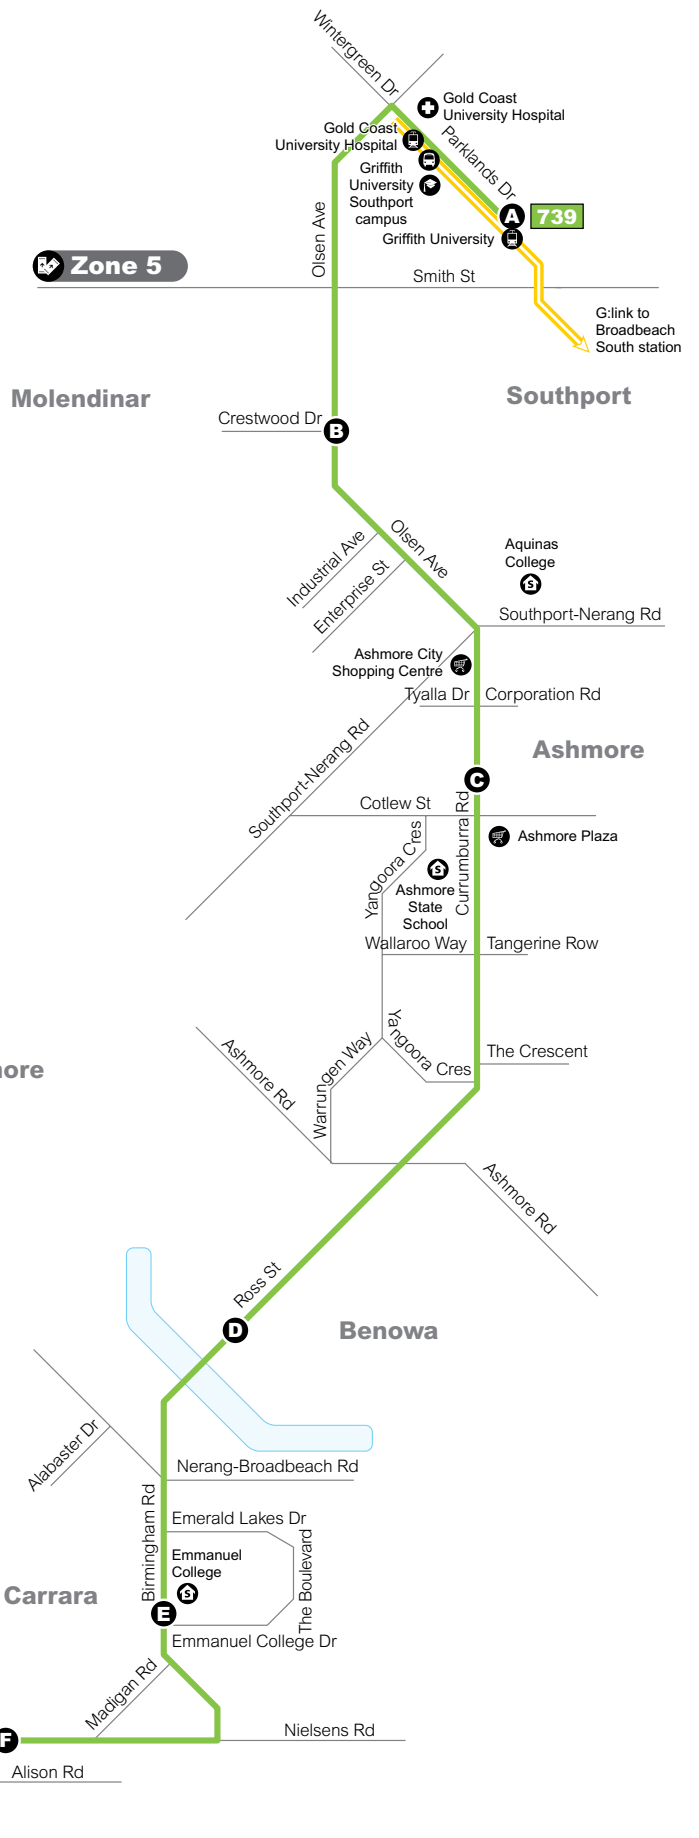 Wintergreen Dr
Gold Coast
University Hospital
Gold Coast
University Hospital
Parklands Dr
Griffith
University
Southport
campus
A
739
Griffith University
Olsen Ave
Zone 5
Smith St
G:link to
Broadbeach
South station
Molendinar
Southport
Crestwood Dr
B
Olsen Ave
Industrial Ave
Enterprise St
Aquinas
College
S
Southport-Nerang Rd
Ashmore City
Shopping Centre
Tyalla Dr
Corporation Rd
Southport-Nerang Rd
Ashmore
C
Cotlew St
Currumburra Rd
Ashmore Plaza
Yangoora Cres
S
Ashmore
State
School
Wallaroo Way
Tangerine Row
Yangoora Cres
The Crescent
Warrungen Way
Ashmore Rd
ore
Ashmore Rd
Ross St
D
Benowa
Alabaster Dr
Nerang-Broadbeach Rd
Birmingham Rd
Emerald Lakes Dr
The Boulevard
Emmanuel
College
S
Carrara
E
Emmanuel College Dr
Madigan Rd
Nielsens Rd
F
Alison Rd